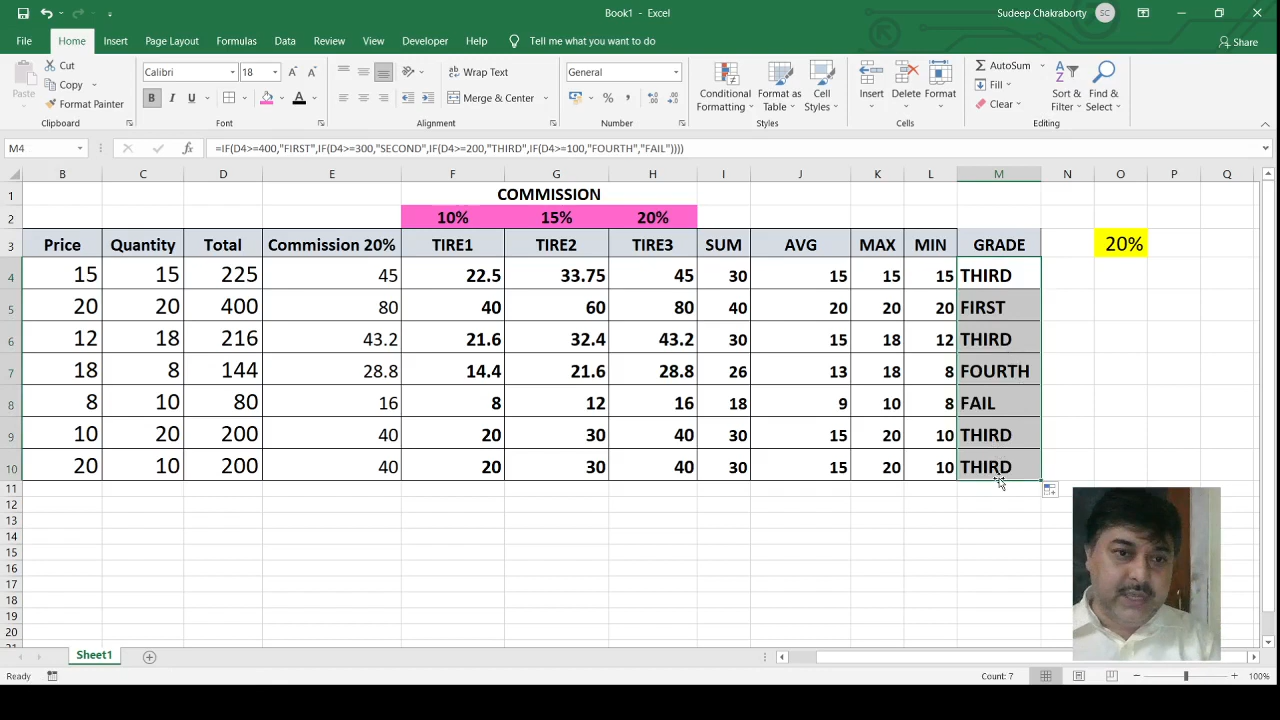 Book1 - Excel
Sudeep Chakraborty SC
File Home Insert Page Layout Formulas Data Review View Developer Help Tell me what you want to do Share
Paste Cut Copy Format Painter
Calibri 18
B I U A
Wrap Text
Merge & Center
General
% ,
Conditional Formatting
Format as Table
Cell Styles
Insert Delete Format
AutoSum
Fill
Clear
Sort & Filter
Find & Select
Clipboard Font Alignment Number Styles Cells Editing
M4 fx =IF(D4>=400,"FIRST",IF(D4>=300,"SECOND",IF(D4>=200,"THIRD",IF(D4>=100,"FOURTH","FAIL"))))
B C D E F G H I J K L M N O P Q
1 COMMISSION
2 10% 15% 20%
3 Price Quantity Total Commission 20% TIRE1 TIRE2 TIRE3 SUM AVG MAX MIN GRADE 20%
4 15 15 225 45 22.5 33.75 45 30 15 15 15 THIRD
5 20 20 400 80 40 60 80 40 20 20 20 FIRST
6 12 18 216 43.2 21.6 32.4 43.2 30 15 18 12 THIRD
7 18 8 144 28.8 14.4 21.6 28.8 26 13 18 8 FOURTH
8 8 10 80 16 8 12 16 18 9 10 8 FAIL
9 10 20 200 40 20 30 40 30 15 20 10 THIRD
10 20 10 200 40 20 30 40 30 15 20 10 THIRD
11
12
13
14
15
16
17
18
19
20
Sheet1
Ready Count: 7 100%